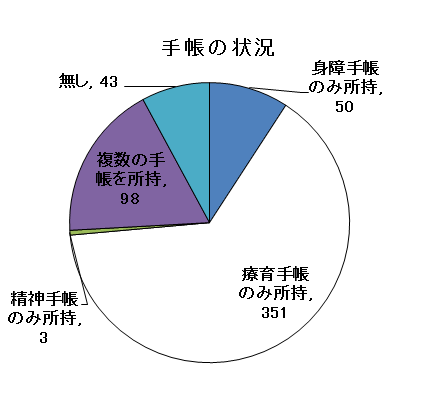 手帳の状況
身障手帳
のみ所持,
50
療育手帳
のみ所持,
351
精神手帳
のみ所持,
3
複数の手
帳を所持,
98
無し, 43